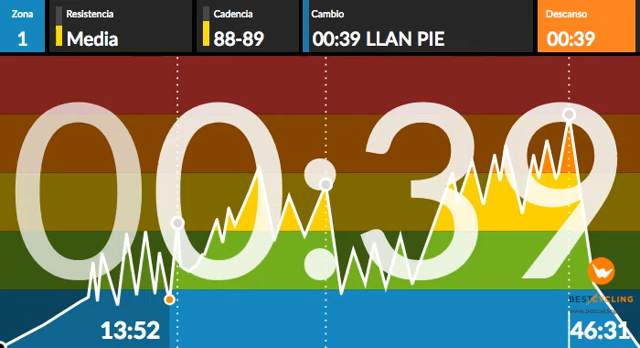 Zona
1
Resistencia
Media
Cadencia
88-89
Cambio
00:39 LLAN PIE
Descanso
00:39
00:39
BESTCYCLING
13:52
46:31